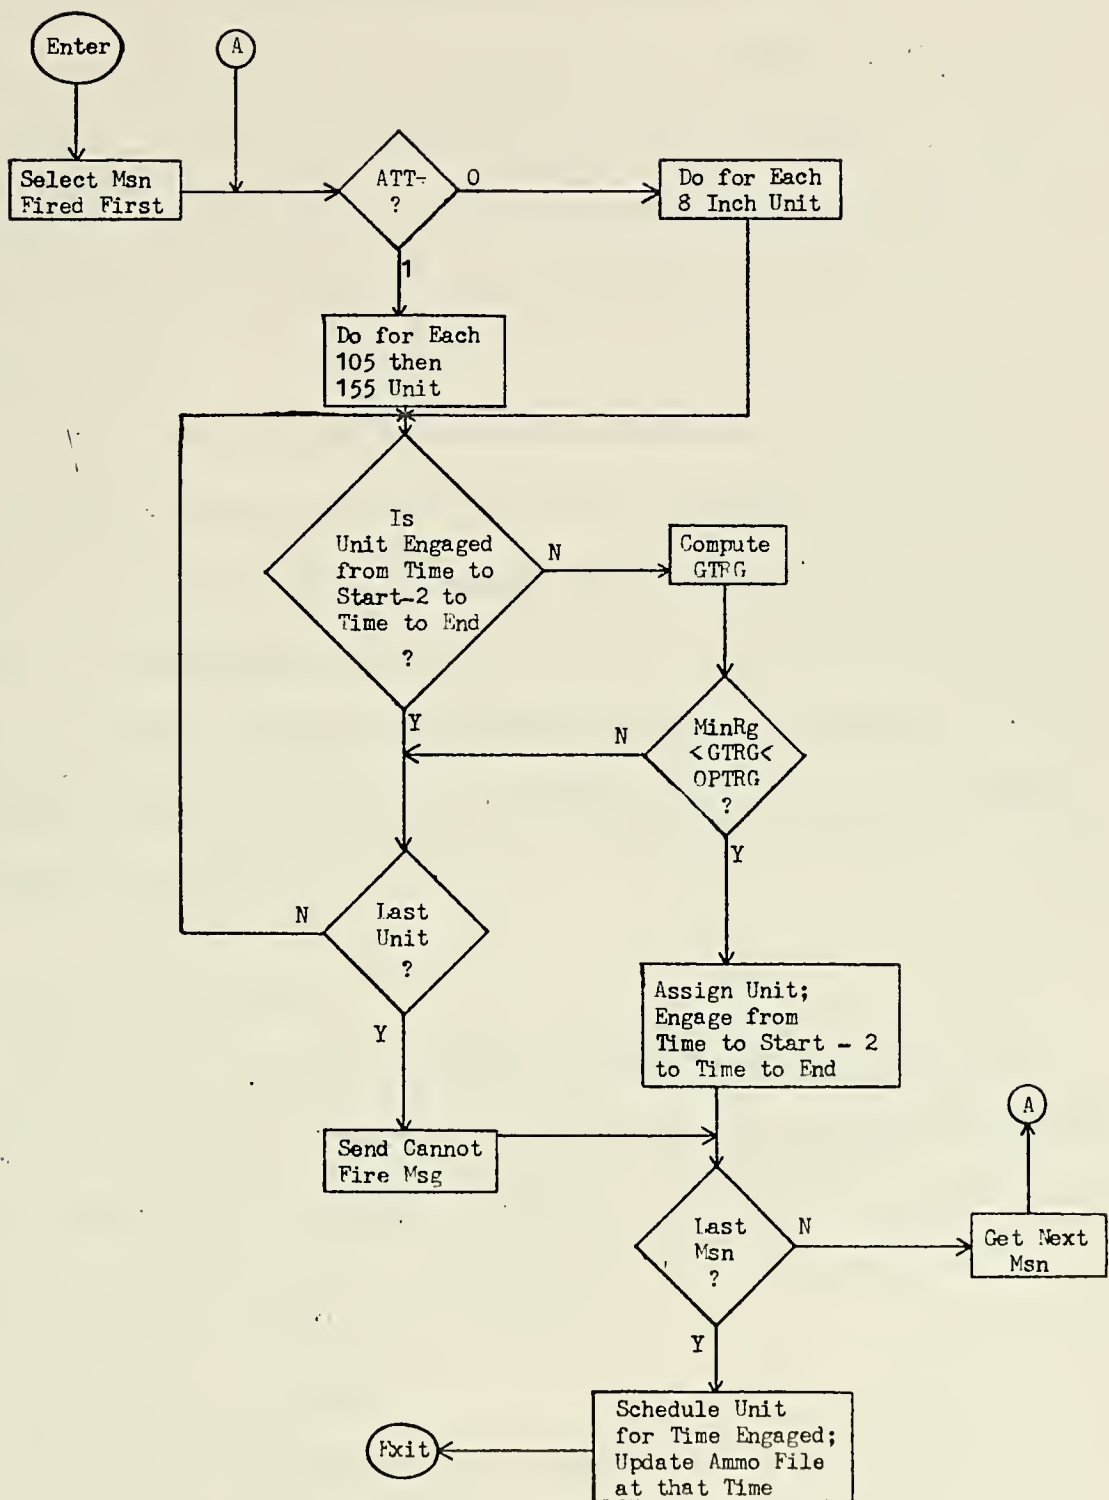 Enter
A
Select Msn
Fired First
ATT=
?
0
1
Do for Each
8 Inch Unit
Do for Each
105 then
155 Unit
Is
Unit Engaged
from Time to
Start-2 to
Time to End
?
N
Y
Compute
GTRG
MinRg
<GTRG<
OPTRG
?
N
Y
Last
Unit
?
N
Y
Assign Unit;
Engage from
Time to Start - 2
to Time to End
Send Cannot
Fire Msg
A
Last
Msn
?
N
Get Next
Msn
Y
Schedule Unit
for Time Engaged;
Update Ammo File
at that Time
Exit